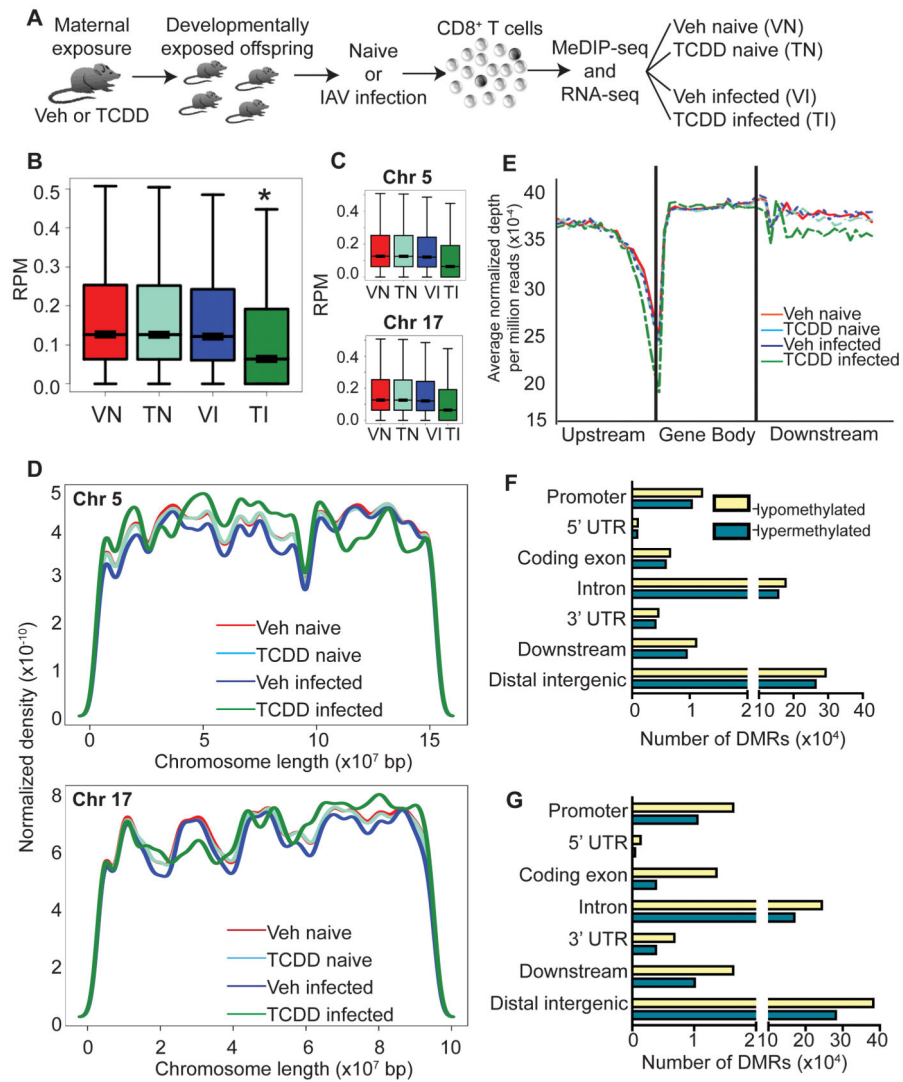 A
Maternal
exposure
Veh or TCDD
Developmentally
exposed offspring
Naive
or
IAV infection
CD8+ T cells
MeDIP-seq
and
RNA-seq
Veh naive (VN)
TCDD naive (TN)
Veh infected (VI)
TCDD infected (TI)
B
RPM
0.5
0.4
0.3
0.2
0.1
0.0
*
VN TN VI TI
C
Chr 5
RPM
0.4
0.2
0.0
VN TN VI TI
Chr 17
0.4
0.2
0.0
VN TN VI TI
E
Average normalized depth
per million reads (x10-4)
40
35
30
25
20
15
Veh naive
TCDD naive
Veh infected
TCDD infected
Upstream Gene Body Downstream
D
Normalized density (x10-10)
Chr 5
5
4
3
2
1
0
Veh naive
TCDD naive
Veh infected
TCDD infected
0 5 10 15
Chromosome length (x10⁷ bp)
Chr 17
8
6
4
2
0
Veh naive
TCDD naive
Veh infected
TCDD infected
0 2 4 6 8 10
Chromosome length (x10⁷ bp)
F
Promoter
5' UTR
Coding exon
Intron
3' UTR
Downstream
Distal intergenic
Hypomethylated
Hypermethylated
0 1 2 10 20 30 40
Number of DMRs (x10⁴)
G
Promoter
5' UTR
Coding exon
Intron
3' UTR
Downstream
Distal intergenic
0 1 2 10 20 30 40
Number of DMRs (x10⁴)